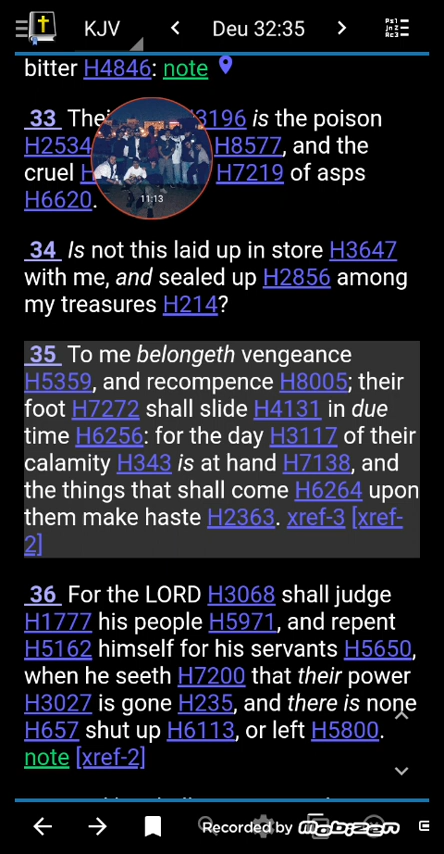 KJV < Deu 32:35 >
bitter H4846: note
33 Thei 3196 is the poison
H2534 H8577, and the
cruel H H7219 of asps
H6620.
11:13
34 Is not this laid up in store H3647
with me, and sealed up H2856 among
my treasures H214?
35 To me belongeth vengeance
H5359, and recompence H8005; their
foot H7272 shall slide H4131 in due
time H6256: for the day H3117 of their
calamity H343 is at hand H7138, and
the things that shall come H6264 upon
them make haste H2363. xref-3 [xref-
2]
36 For the LORD H3068 shall judge
H1777 his people H5971, and repent
H5162 himself for his servants H5650,
when he seeth H7200 that their power
H3027 is gone H235, and there is none
H657 shut up H6113, or left H5800.
note [xref-2]
Recorded by mobizen